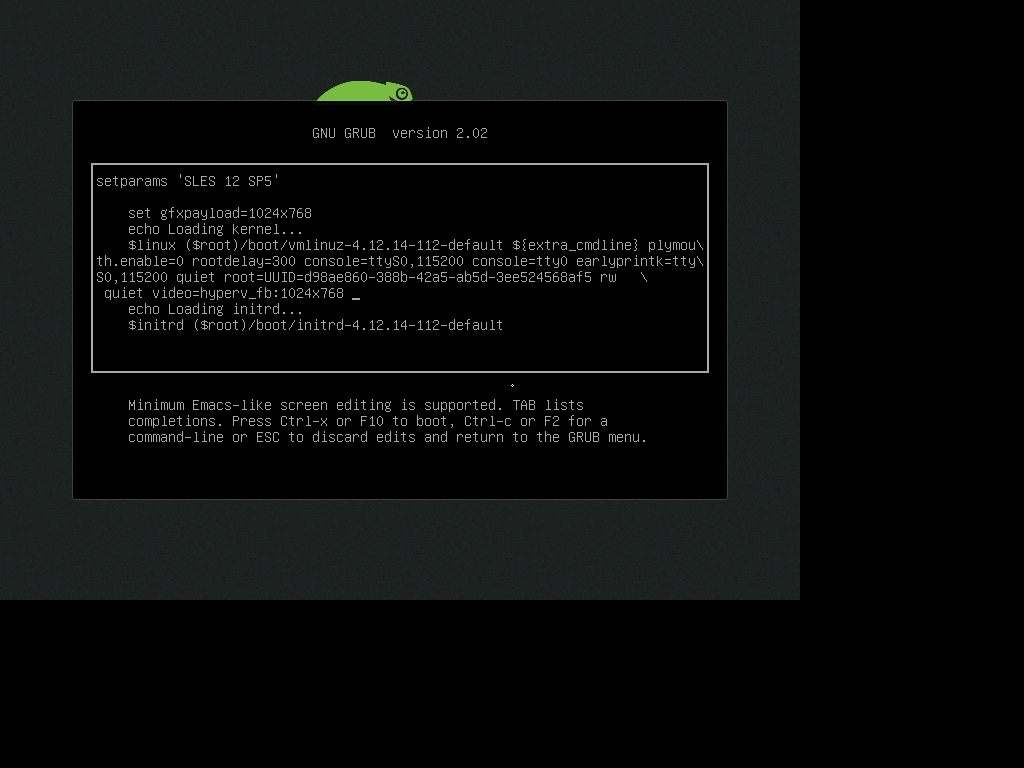 GNU GRUB  version 2.02
setparams 'SLES 12 SP5'
set gfxpayload=1024x768
echo Loading kernel...
$linux ($root)/boot/vmlinuz-4.12.14-112-default ${extra_cmdline} plymou\
th.enable=0 rootdelay=300 console=ttyS0,115200 console=tty0 earlyprintk=tty\
S0,115200 quiet root=UUID=d98ae860-388b-42a5-ab5d-3ee524568af5 rw   \
quiet video=hyperv_fb:1024x768 _
echo Loading initrd...
$initrd ($root)/boot/initrd-4.12.14-112-default
Minimum Emacs-like screen editing is supported. TAB lists
completions. Press Ctrl-x or F10 to boot, Ctrl-c or F2 for a
command-line or ESC to discard edits and return to the GRUB menu.